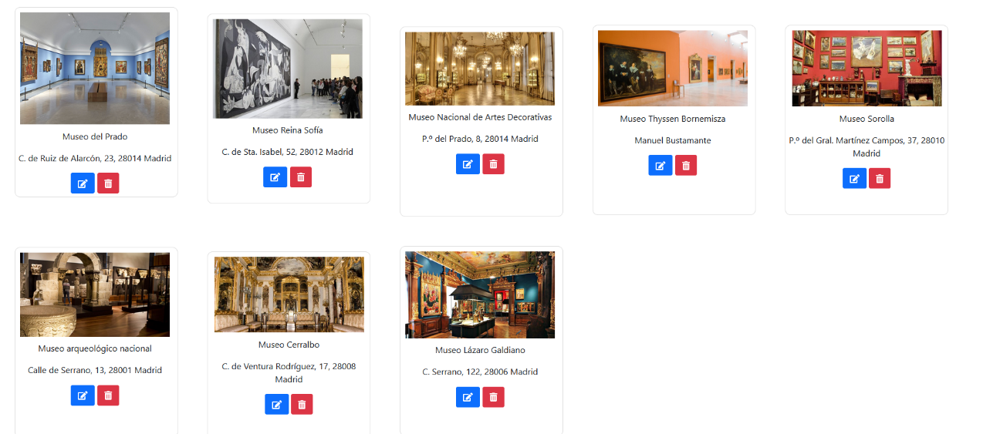 Museo del Prado
C. de Ruiz de Alarcón, 23, 28014 Madrid
Museo Reina Sofía
C. de Sta. Isabel, 52, 28012 Madrid
Museo Nacional de Artes Decorativas
P.º del Prado, 8, 28014 Madrid
Museo Thyssen Bornemisza
Manuel Bustamante
Museo Sorolla
P.º del Gral. Martínez Campos, 37, 28010
Madrid
Museo arqueológico nacional
Calle de Serrano, 13, 28001 Madrid
Museo Cerralbo
C. de Ventura Rodríguez, 17, 28008
Madrid
Museo Lázaro Galdiano
C. Serrano, 122, 28006 Madrid